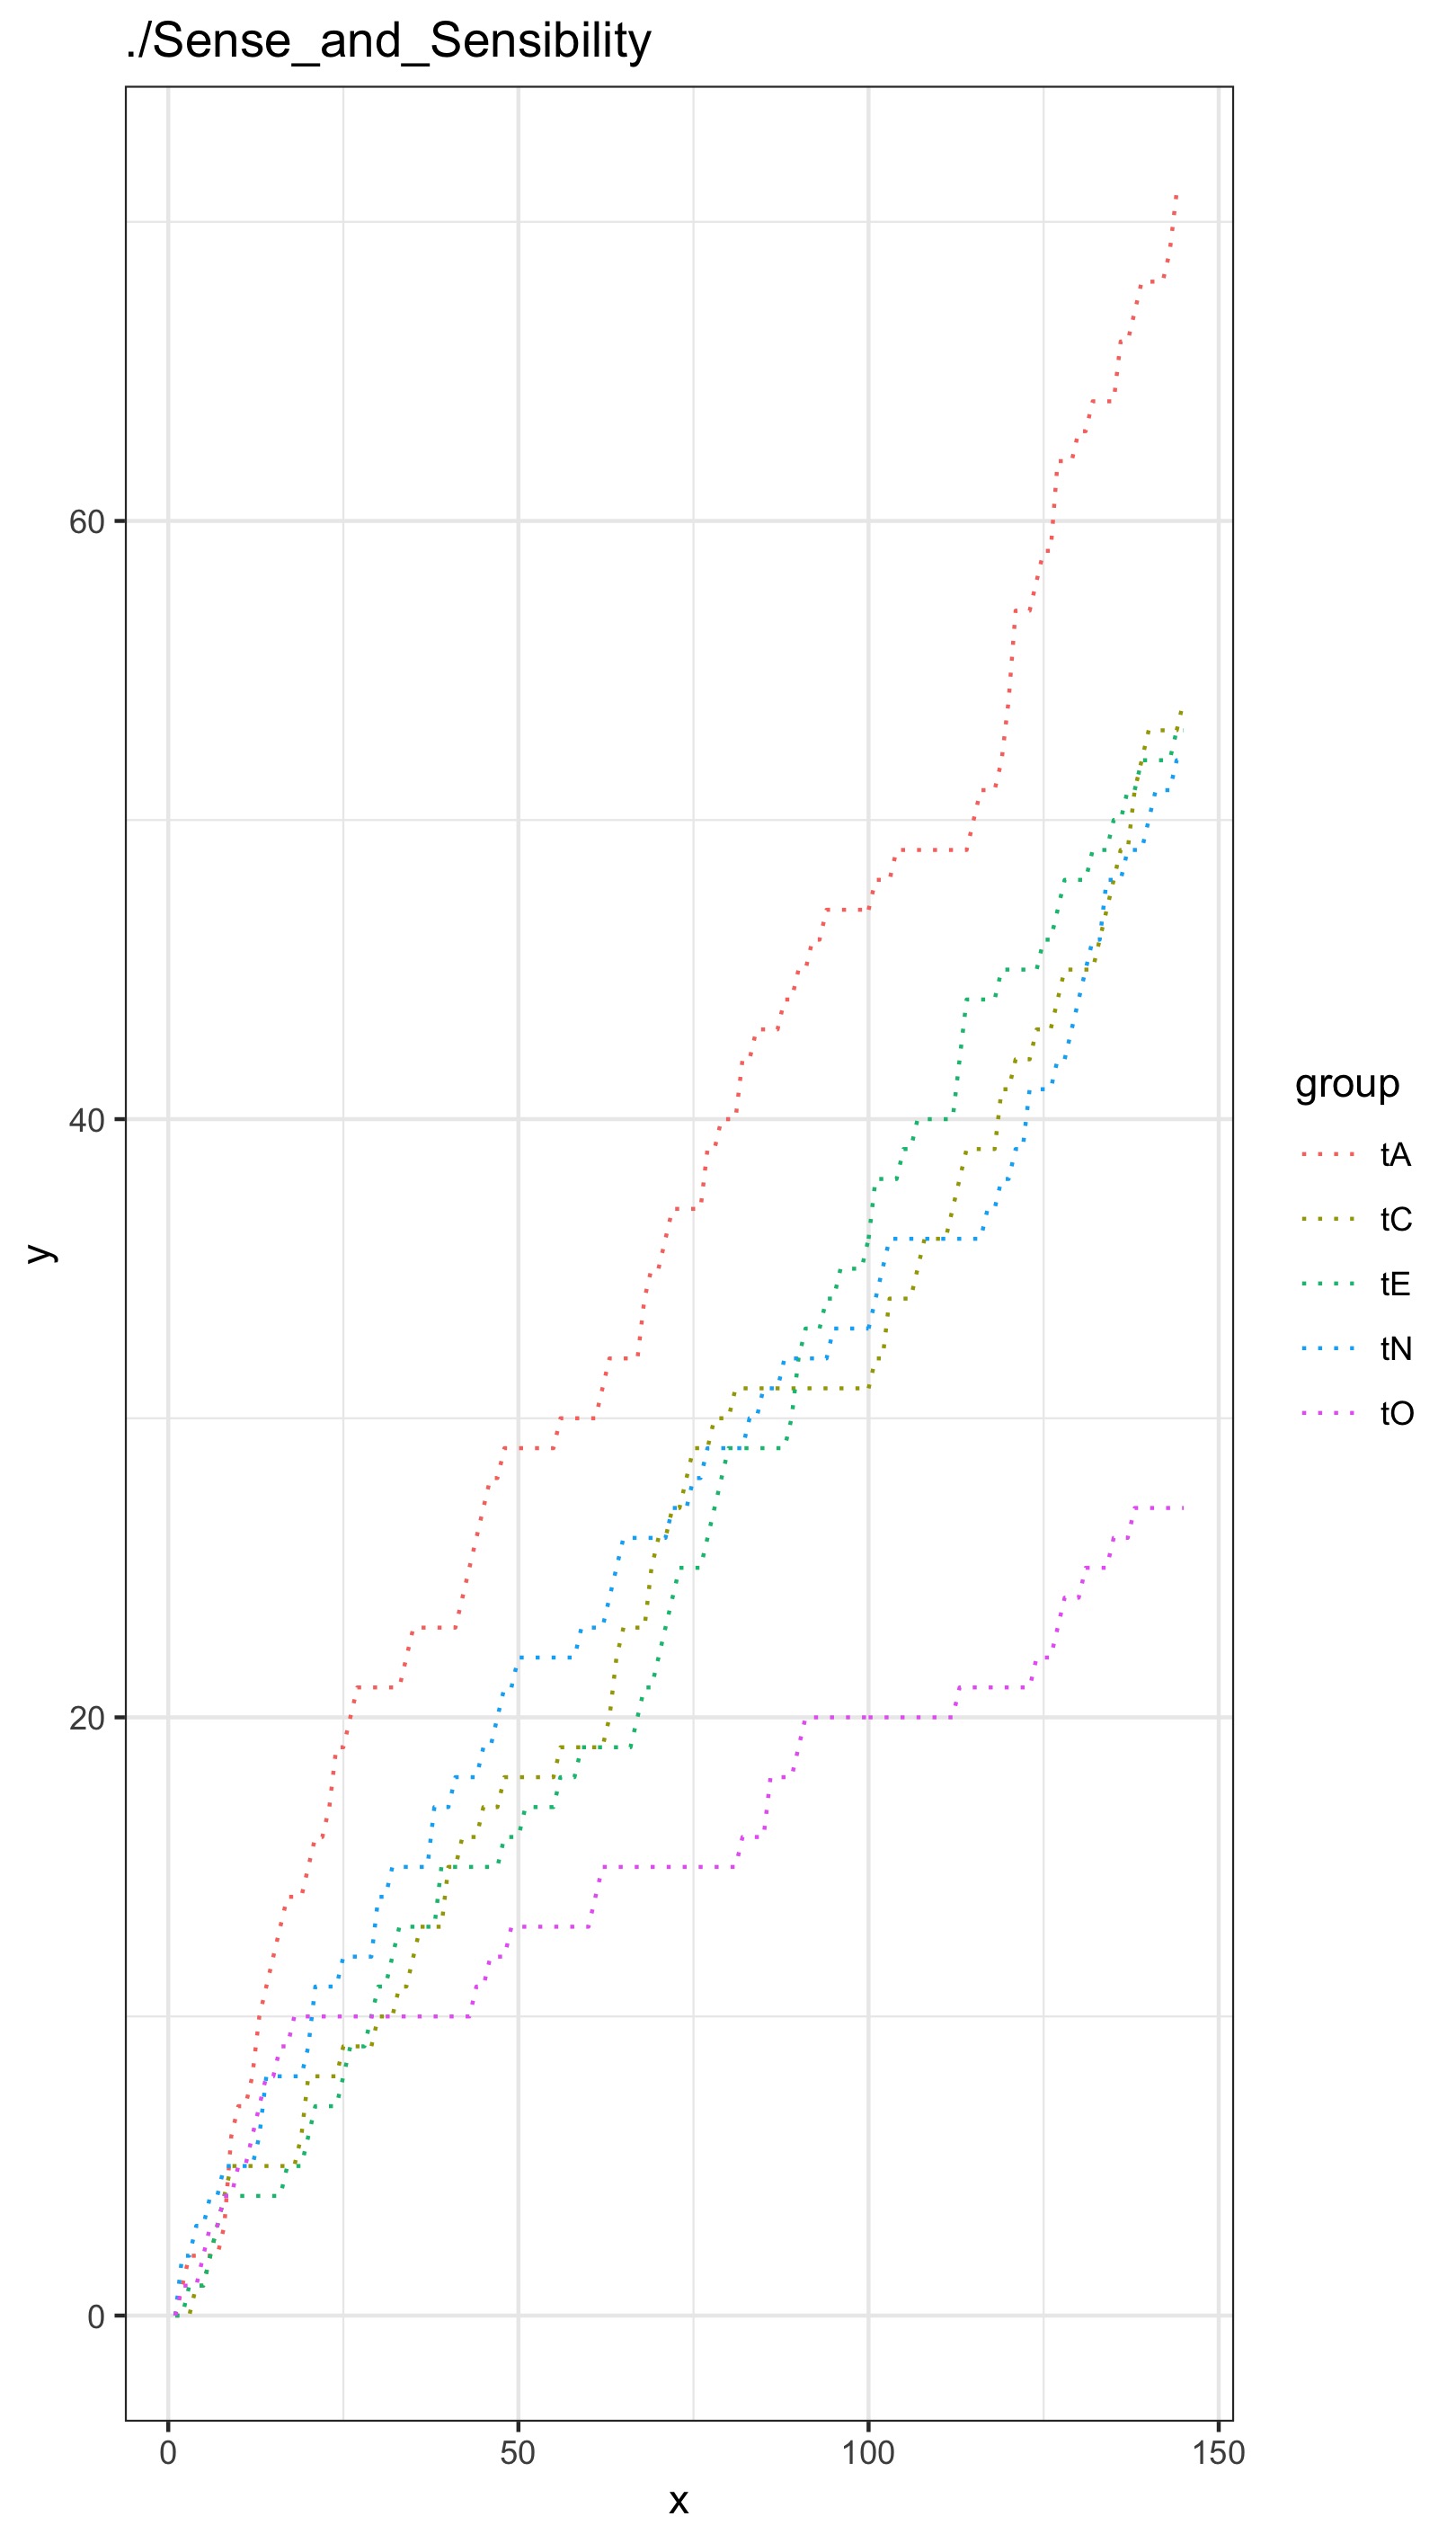 ./Sense_and_Sensibility
60
40
20
0
y
0 50 100 150
x
group
tA
tC
tE
tN
tO